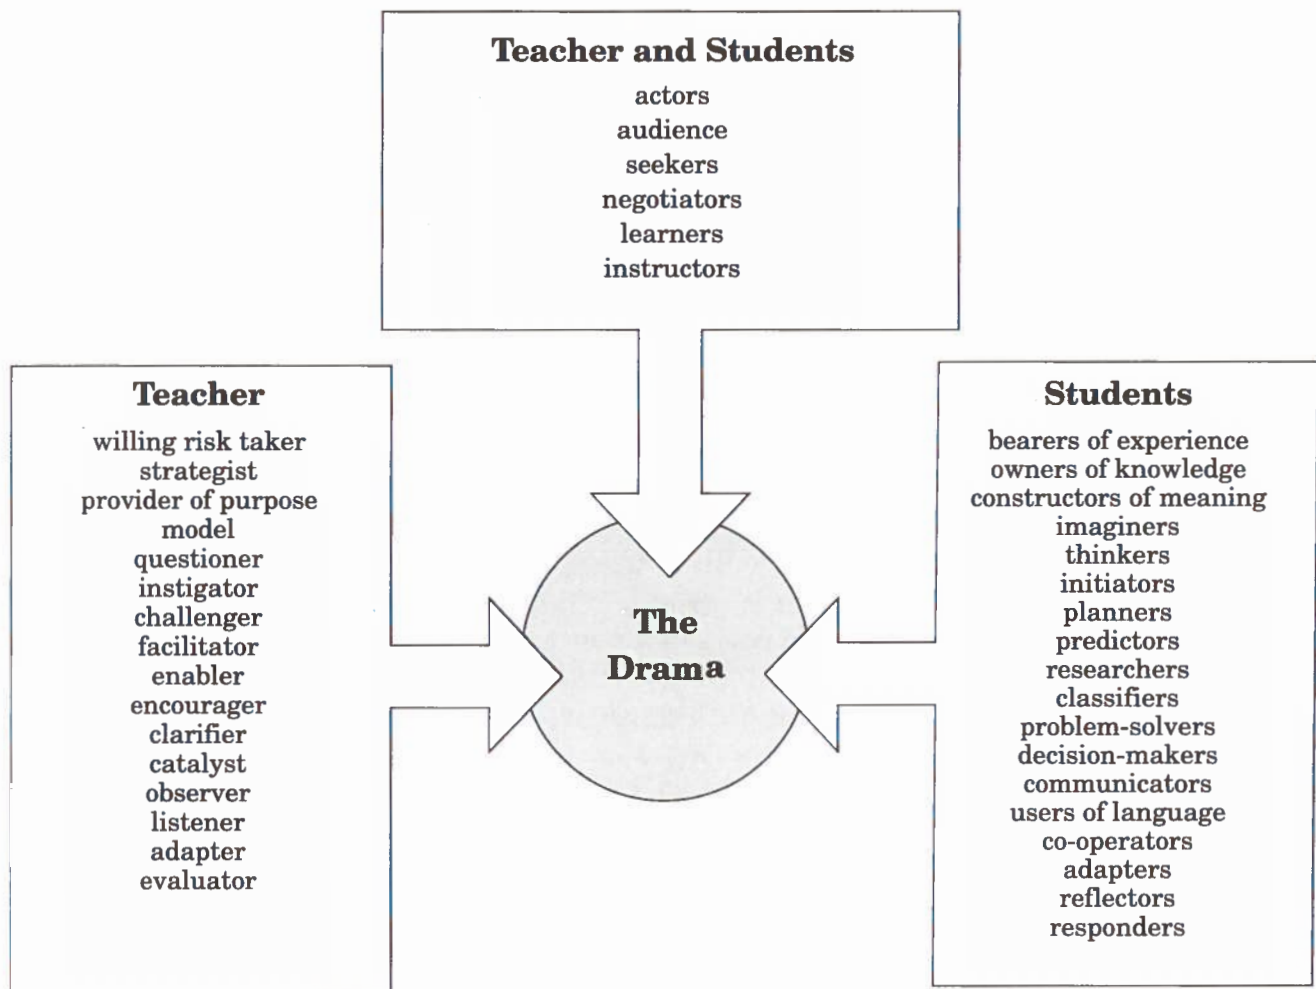 Teacher and Students
actors
audience
seekers
negotiators
learners
instructors
Teacher
willing risk taker
strategist
provider of purpose
model
questioner
instigator
challenger
facilitator
enabler
encourager
clarifier
catalyst
observer
listener
adapter
evaluator
The
Drama
Students
bearers of experience
owners of knowledge
constructors of meaning
imaginers
thinkers
initiators
planners
predictors
researchers
classifiers
problem-solvers
decision-makers
communicators
users of language
co-operators
adapters
reflectors
responders